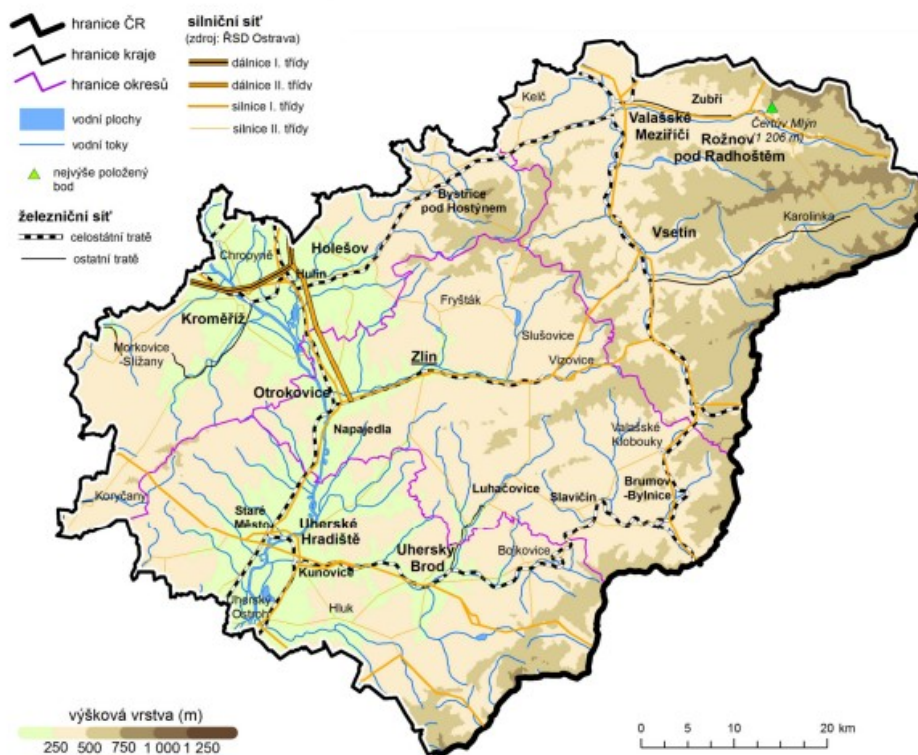 hranice ČR
hranice kraje
hranice okresů
vodní plochy
vodní toky
nejvýše položený
bod
železniční síť
celostátní tratě
ostatní tratě
silniční síť
(zdroj: ŘSD Ostrava)
dálnice I. třídy
dálnice II. třídy
silnice I. třídy
silnice II. třídy
Kelč
Zubří
Valašské
Meziříčí
Čertův Mlýn
(1 206 m)
Rožnov
pod Radhoštěm
Bystřice
pod Hostýnem
Karolinka
Vsetín
Holešov
Chropyně
Hulín
Fryšták
Kroměříž
Slušovice
Morkovice
-Slížany
Zlín
Vizovice
Otrokovice
Napajedla
Valašské
Klobouky
Koryčany
Luhačovice
Slavičín
Brumov
-Bylnice
Staré
Město
Uherské
Hradiště
Uherský
Brod
Bojkovice
Kunovice
Uherský
Ostroh
Hluk
výšková vrstva (m)
250 500 750 1 000 1 250
0 5 10 20 km